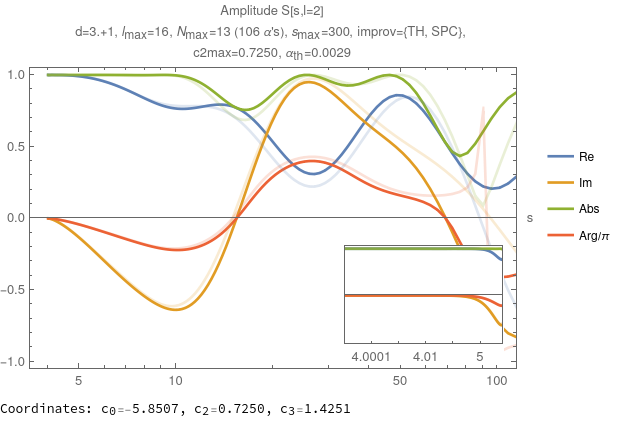 Amplitude S[s,l=2]
d=3.+1, lmax=16, Nmax=13 (106 α's), smax=300, improv={TH, SPC},
c2max=0.7250, αth=0.0029
1.0
0.5
0.0
−0.5
−1.0
5
10
50
100
s
4.0001
4.01
5
Re
Im
Abs
Arg/π
Coordinates: c0=-5.8507, c2=0.7250, c3=1.4251